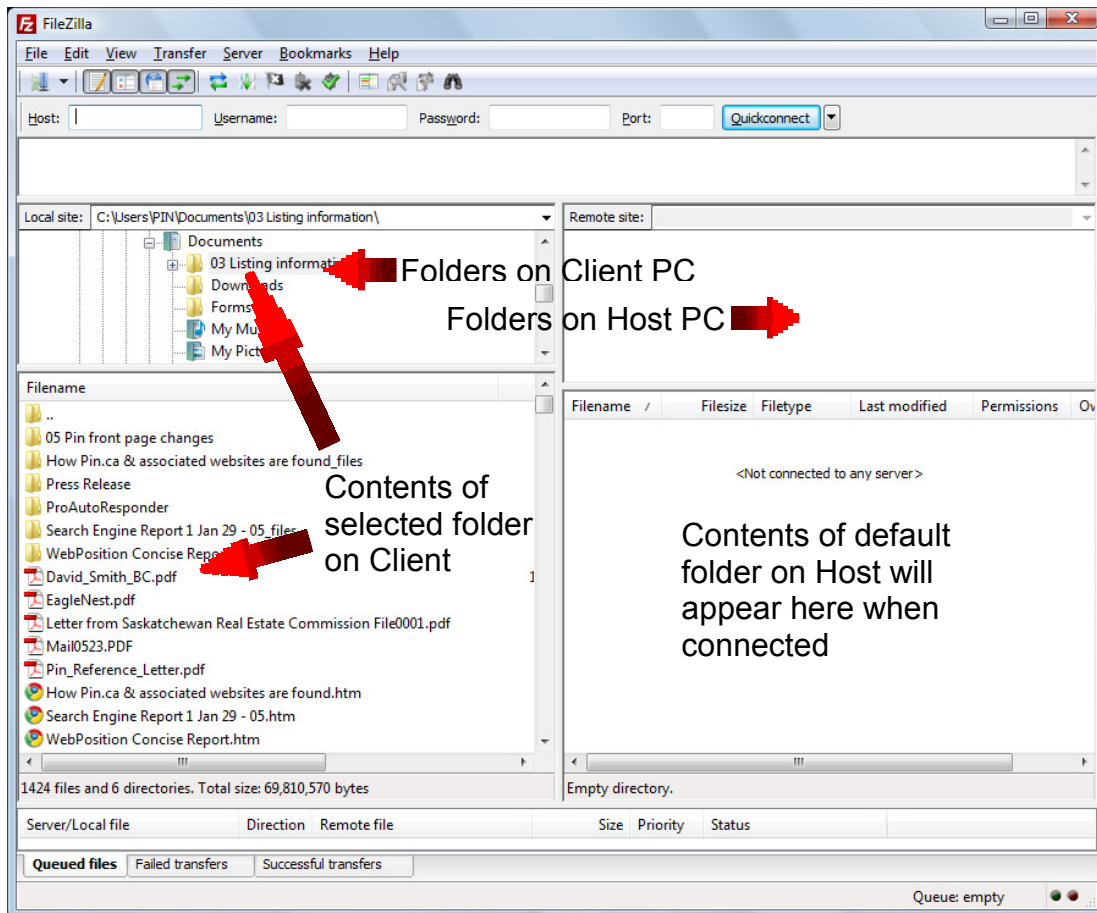 FileZilla
File Edit View Transfer Server Bookmarks Help
Host: Username: Password: Port: Quickconnect
Local site: C:\Users\PIN\Documents\03 Listing information\
Remote site:
Documents
03 Listing informati
Downloads
Forms
My Mu
My Pict
Folders on Client PC
Folders on Host PC
Filename
..
05 Pin front page changes
How Pin.ca & associated websites are found_files
Press Release
ProAutoResponder
Search Engine Report 1 Jan 29 - 05_files
WebPosition Concise Repo
David_Smith_BC.pdf 1
EagleNest.pdf
Letter from Saskatchewan Real Estate Commission File0001.pdf
Mail0523.PDF
Pin_Reference_Letter.pdf
How Pin.ca & associated websites are found.htm
Search Engine Report 1 Jan 29 - 05.htm
WebPosition Concise Report.htm
Contents of
selected folder
on Client
1424 files and 6 directories. Total size: 69,810,570 bytes
Filename / Filesize Filetype Last modified Permissions Ov
<Not connected to any server>
Contents of default
folder on Host will
appear here when
connected
Empty directory.
Server/Local file Direction Remote file Size Priority Status
Queued files Failed transfers Successful transfers
Queue: empty